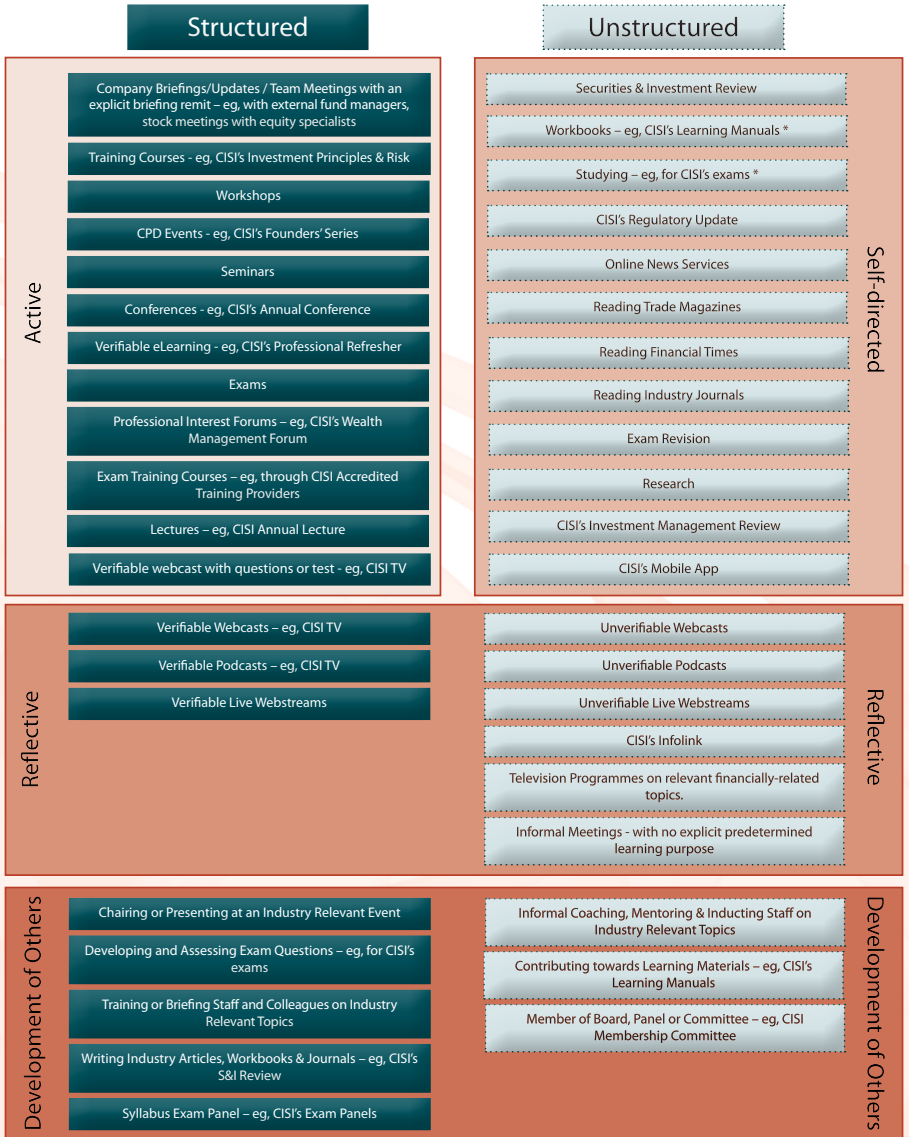 Structured
Unstructured
Active
Company Briefings/Updates / Team Meetings with an
explicit briefing remit – eg, with external fund managers,
stock meetings with equity specialists
Training Courses - eg, CISI's Investment Principles & Risk
Workshops
CPD Events - eg, CISI's Founders' Series
Seminars
Conferences - eg, CISI's Annual Conference
Verifiable eLearning - eg, CISI's Professional Refresher
Exams
Professional Interest Forums – eg, CISI's Wealth
Management Forum
Exam Training Courses – eg, through CISI Accredited
Training Providers
Lectures – eg, CISI Annual Lecture
Verifiable webcast with questions or test - eg, CISI TV
Self-directed
Securities & Investment Review
Workbooks – eg, CISI's Learning Manuals *
Studying – eg, for CISI's exams *
CISI's Regulatory Update
Online News Services
Reading Trade Magazines
Reading Financial Times
Reading Industry Journals
Exam Revision
Research
CISI's Investment Management Review
CISI's Mobile App
Reflective
Verifiable Webcasts – eg, CISI TV
Verifiable Podcasts – eg, CISI TV
Verifiable Live Webstreams
Reflective
Unverifiable Webcasts
Unverifiable Podcasts
Unverifiable Live Webstreams
CISI's Infolink
Television Programmes on relevant financially-related
topics.
Informal Meetings - with no explicit predetermined
learning purpose
Development of Others
Chairing or Presenting at an Industry Relevant Event
Developing and Assessing Exam Questions – eg, for CISI's
exams
Training or Briefing Staff and Colleagues on Industry
Relevant Topics
Writing Industry Articles, Workbooks & Journals – eg, CISI's
S&I Review
Syllabus Exam Panel – eg, CISI's Exam Panels
Development of Others
Informal Coaching, Mentoring & Inducting Staff on
Industry Relevant Topics
Contributing towards Learning Materials – eg, CISI's
Learning Manuals
Member of Board, Panel or Committee – eg, CISI
Membership Committee